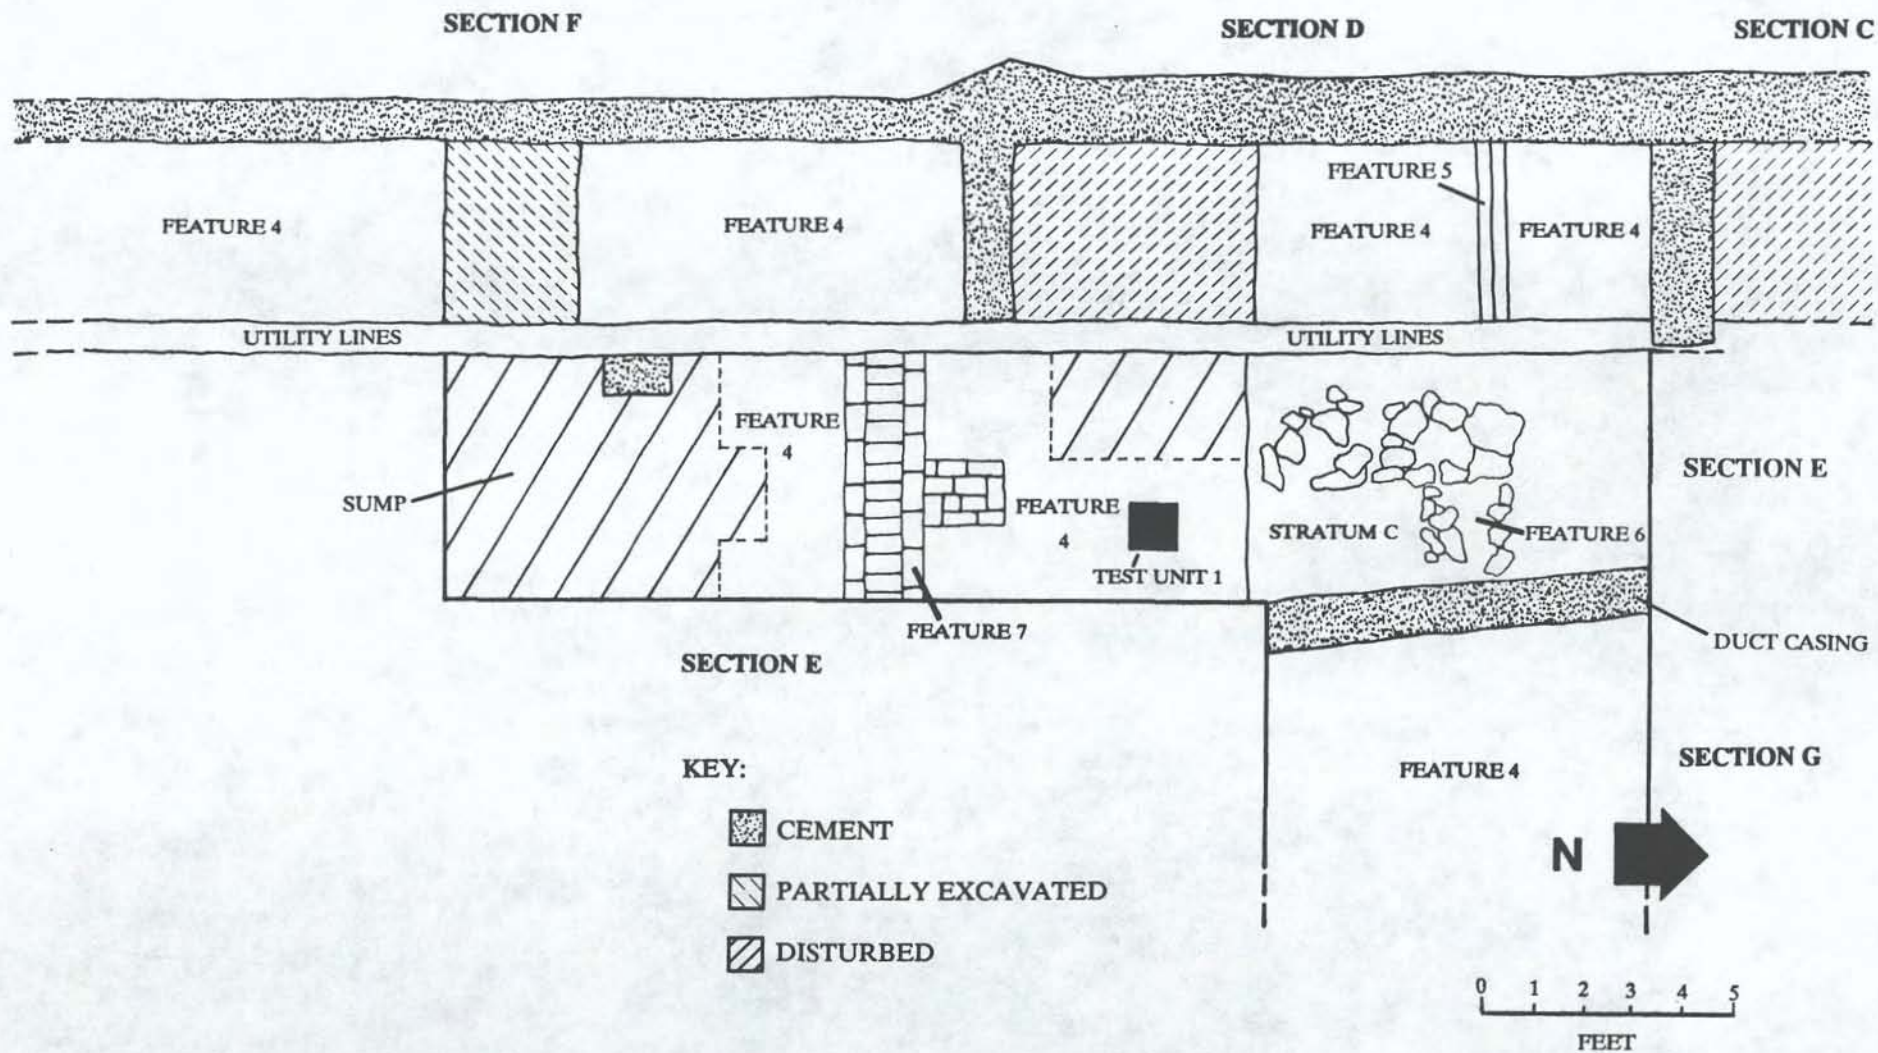 SECTION F
SECTION D
SECTION C
FEATURE 5
FEATURE 4
FEATURE 4
FEATURE 4
FEATURE 4
UTILITY LINES
UTILITY LINES
FEATURE
4
SECTION E
SUMP
FEATURE
4
STRATUM C
FEATURE 6
TEST UNIT 1
FEATURE 7
DUCT CASING
SECTION E
SECTION G
KEY:
FEATURE 4
CEMENT
N
PARTIALLY EXCAVATED
DISTURBED
0 1 2 3 4 5
FEET